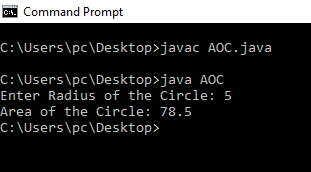 Command Prompt
C:\Users\pc\Desktop>javac AOC.java
C:\Users\pc\Desktop>java AOC
Enter Radius of the Circle: 5
Area of the Circle: 78.5
C:\Users\pc\Desktop>